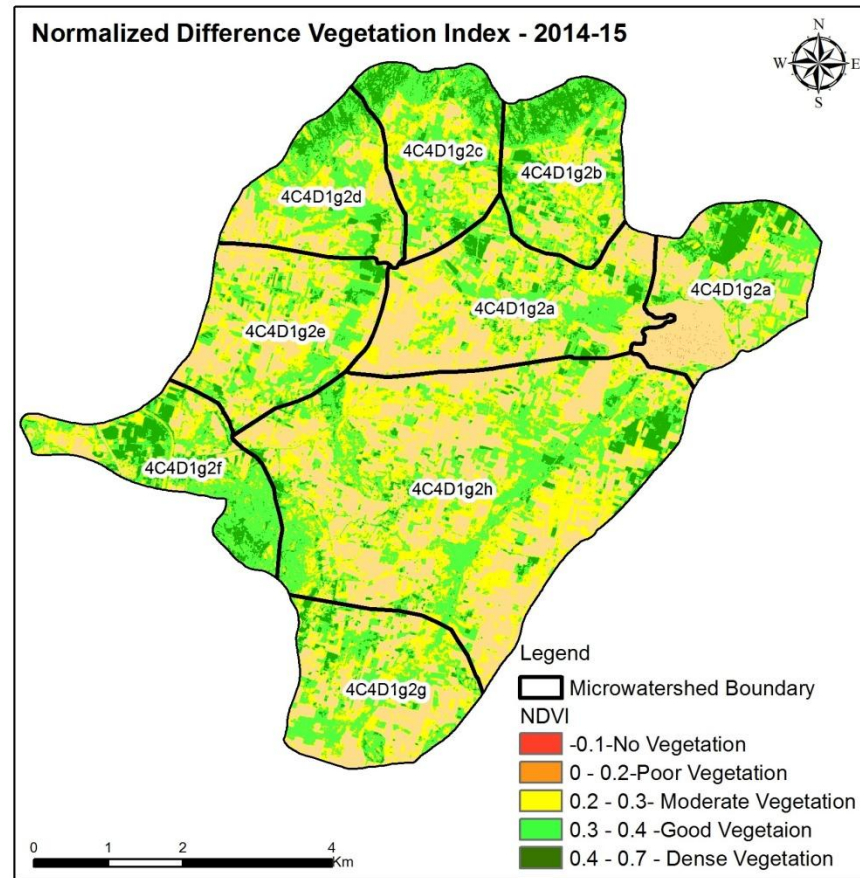 Normalized Difference Vegetation Index - 2014-15
N
W E
S
4C4D1g2c
4C4D1g2b
4C4D1g2d
4C4D1g2a
4C4D1g2a
4C4D1g2e
4C4D1g2f
4C4D1g2h
4C4D1g2g
Legend
Microwatershed Boundary
NDVI
-0.1-No Vegetation
0 - 0.2-Poor Vegetation
0.2 - 0.3- Moderate Vegetation
0.3 - 0.4 -Good Vegetaion
0.4 - 0.7 - Dense Vegetation
0 1 2 4
Km